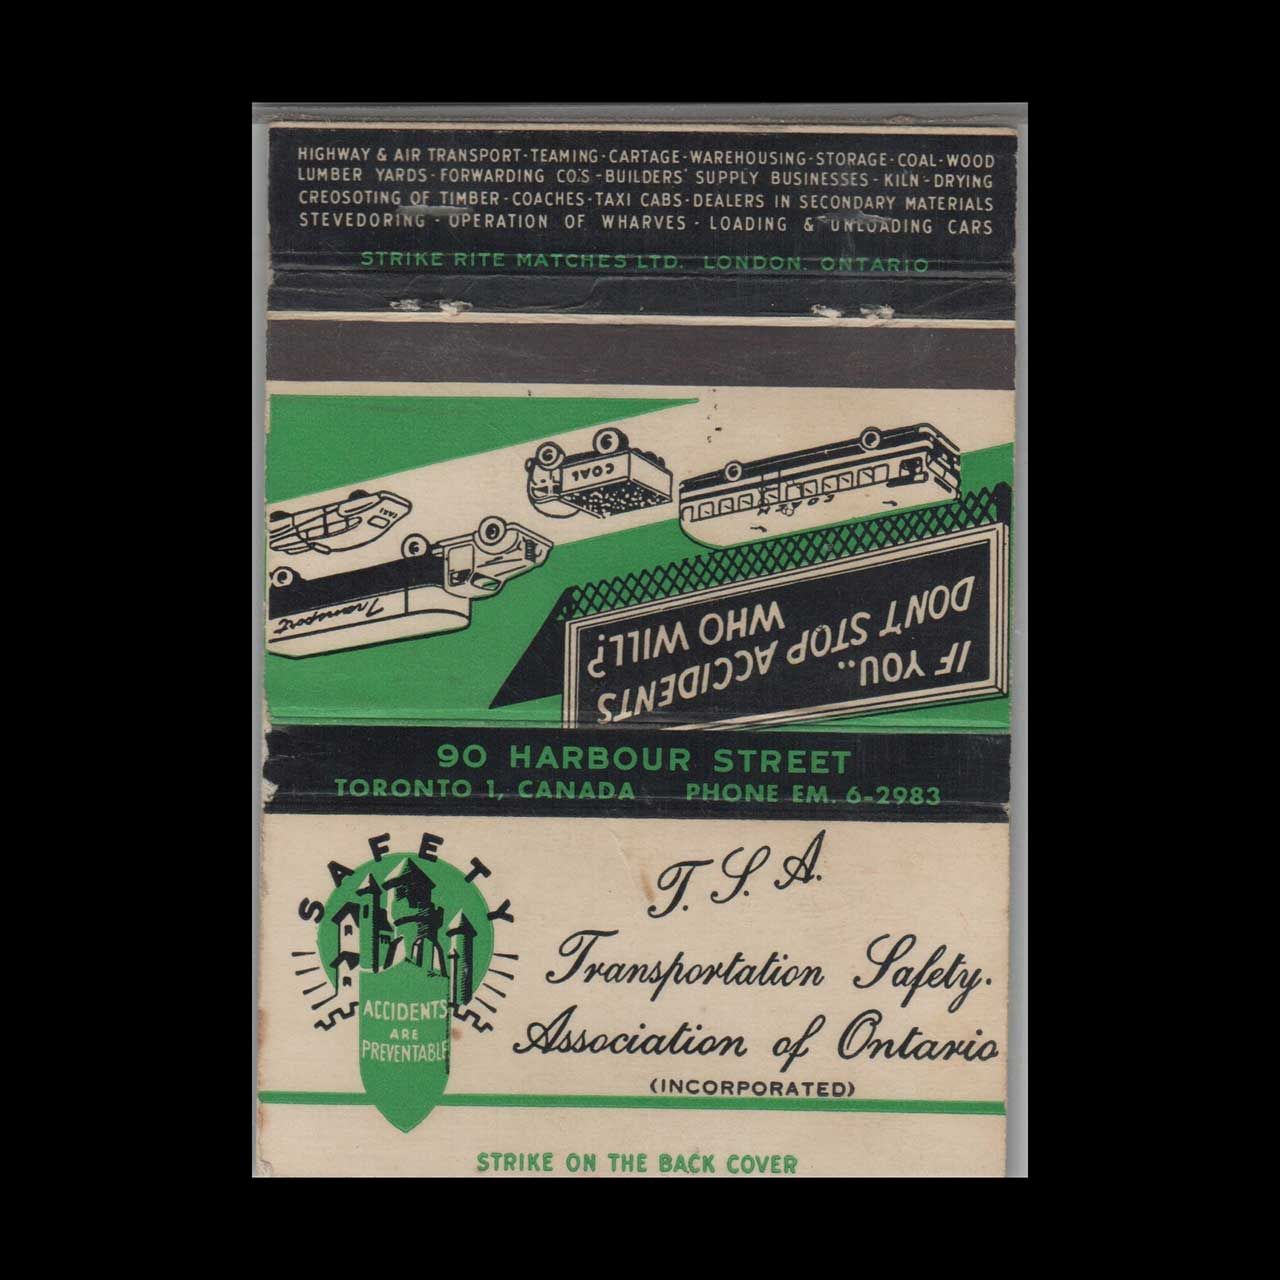 HIGHWAY & AIR TRANSPORT-TEAMING-CARTAGE-WAREHOUSING-STORAGE-COAL-WOOD
LUMBER YARDS-FORWARDING CO'S-BUILDERS' SUPPLY BUSINESSES-KILN-DRYING
CREOSOTING OF TIMBER-COACHES-TAXI CABS-DEALERS IN SECONDARY MATERIALS
STEVEDORING - OPERATION OF WHARVES - LOADING & UNLOADING CARS
STRIKE RITE MATCHES LTD. LONDON. ONTARIO
COAL
COACH
TAXI
Transport
IF YOU..
DON'T STOP ACCIDENTS
WHO WILL?
90 HARBOUR STREET
TORONTO 1, CANADA PHONE EM. 6-2983
SAFETY
ACCIDENTS
ARE
PREVENTABLE
T. S. A.
Transportation Safety.
Association of Ontario
(INCORPORATED)
STRIKE ON THE BACK COVER